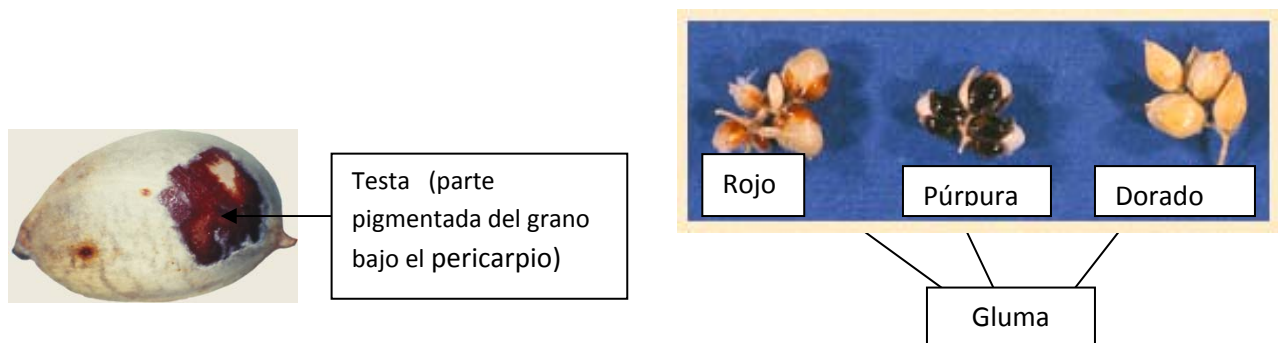 Testa (parte
pigmentada del grano
bajo el pericarpio)
Rojo
Púrpura
Dorado
Gluma